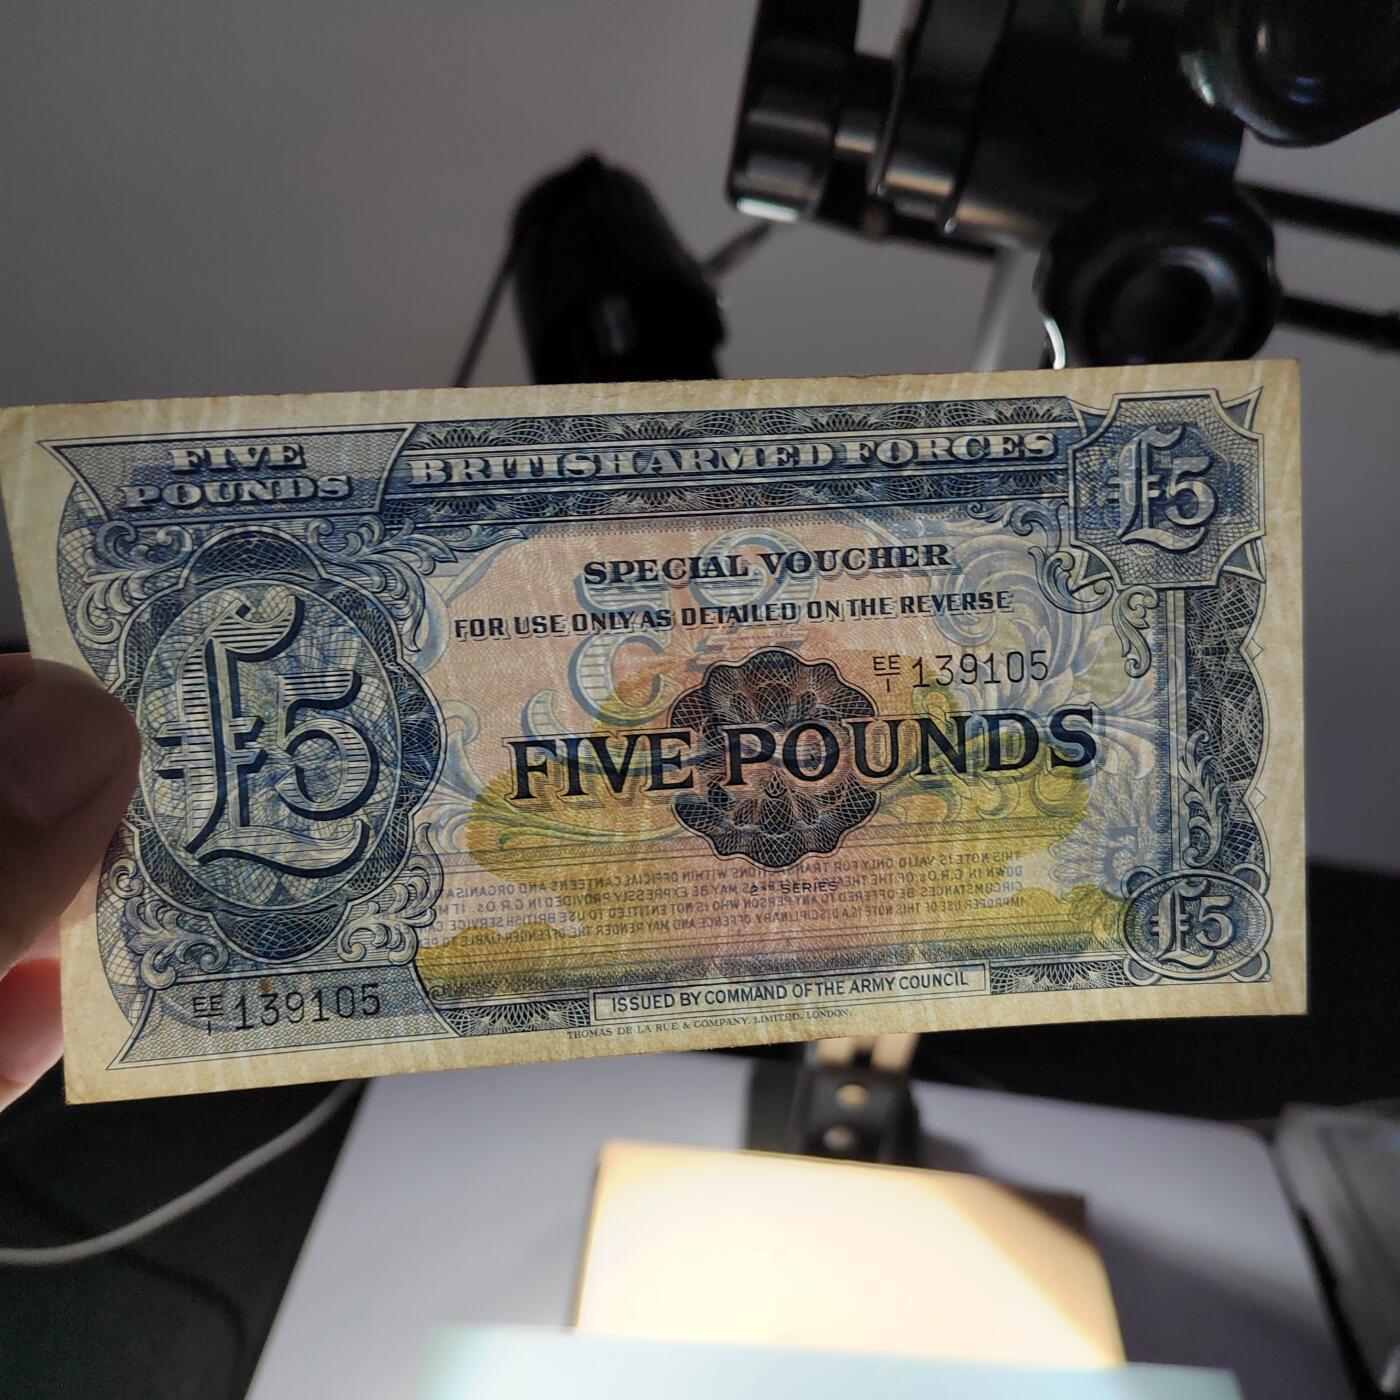 FIVE
POUNDS
BRITISH ARMED FORCES
£5
SPECIAL VOUCHER
FOR USE ONLY AS DETAILED ON THE REVERSE
EE/1 139105
£5
FIVE POUNDS
2ND SERIES
£5
EE/1 139105
ISSUED BY COMMAND OF THE ARMY COUNCIL
THOMAS DE LA RUE & COMPANY, LIMITED, LONDON.